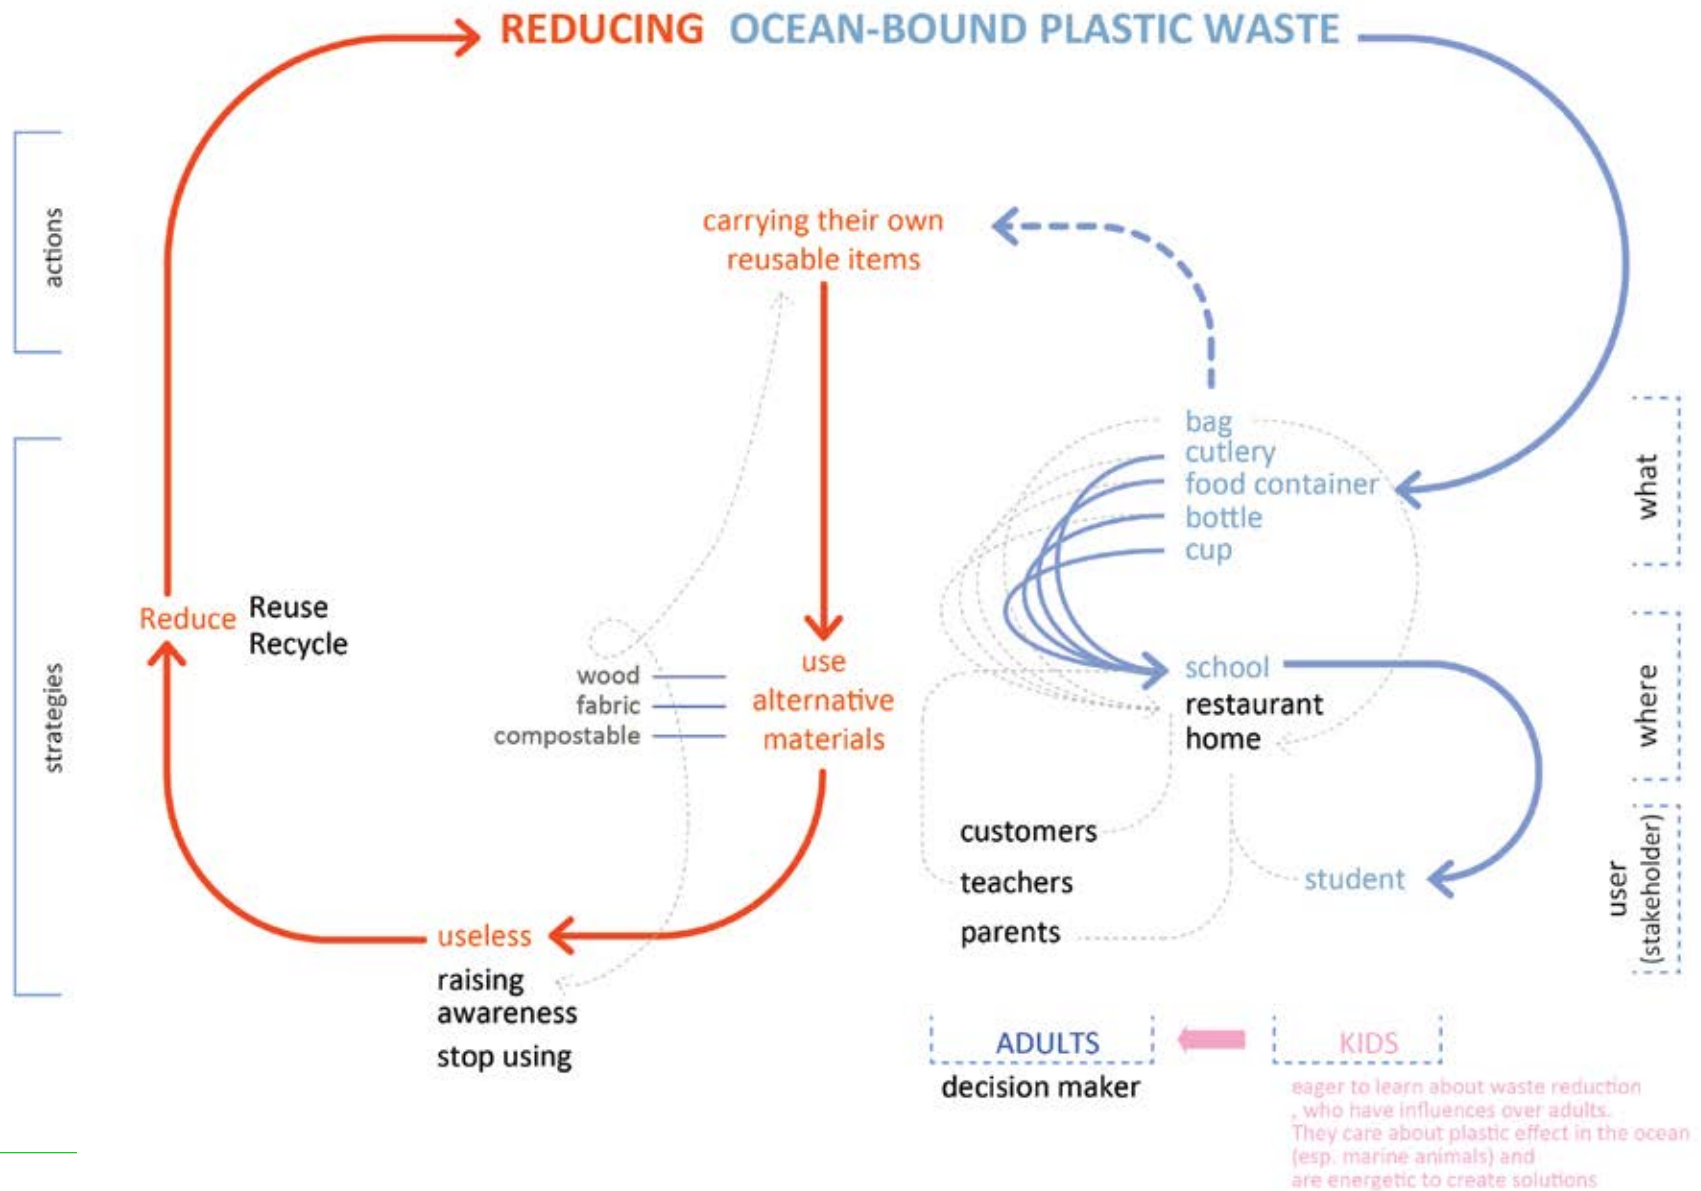 REDUCING OCEAN-BOUND PLASTIC WASTE
actions
carrying their own
reusable items
bag
cutlery
food container
bottle
cup
what
Reduce
Reuse
Recycle
strategies
wood
fabric
compostable
use
alternative
materials
school
restaurant
home
where
customers
teachers
parents
student
user
(stakeholder)
useless
raising
awareness
stop using
ADULTS
decision maker
KIDS
eager to learn about waste reduction
, who have influences over adults.
They care about plastic effect in the ocean
(esp. marine animals) and
are energetic to create solutions